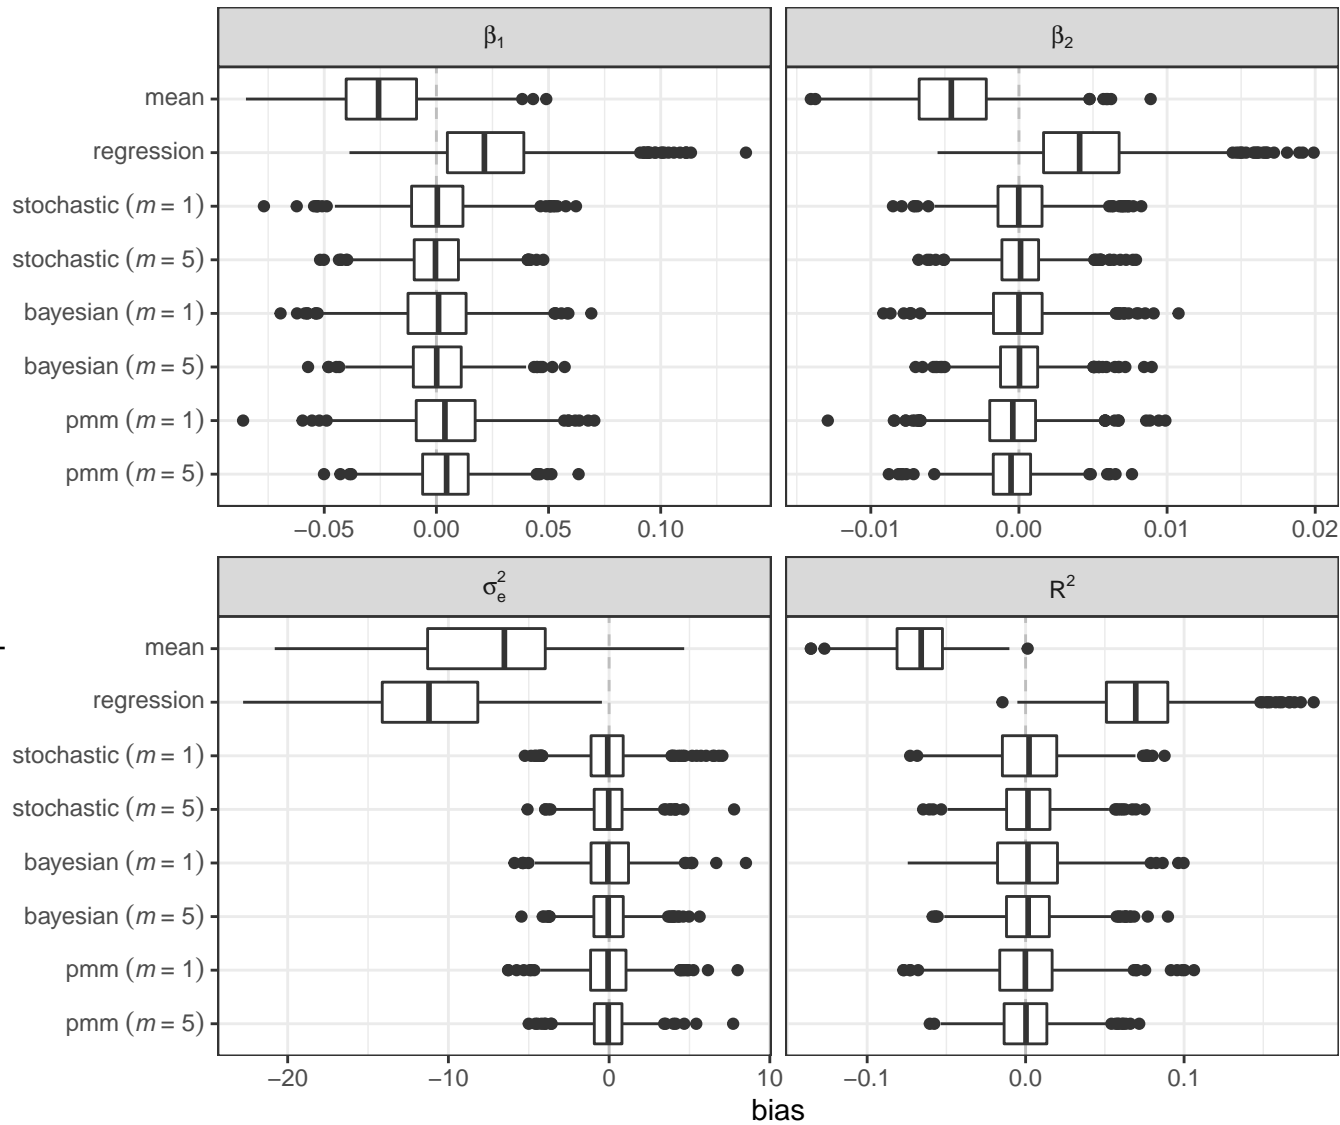 β₁ β₂
mean
regression
stochastic (m = 1)
stochastic (m = 5)
bayesian (m = 1)
bayesian (m = 5)
pmm (m = 1)
pmm (m = 5)
−0.05 0.00 0.05 0.10 −0.01 0.00 0.01 0.02
σₑ² R²
mean
regression
stochastic (m = 1)
stochastic (m = 5)
bayesian (m = 1)
bayesian (m = 5)
pmm (m = 1)
pmm (m = 5)
−20 −10 0 10 −0.1 0.0 0.1
bias